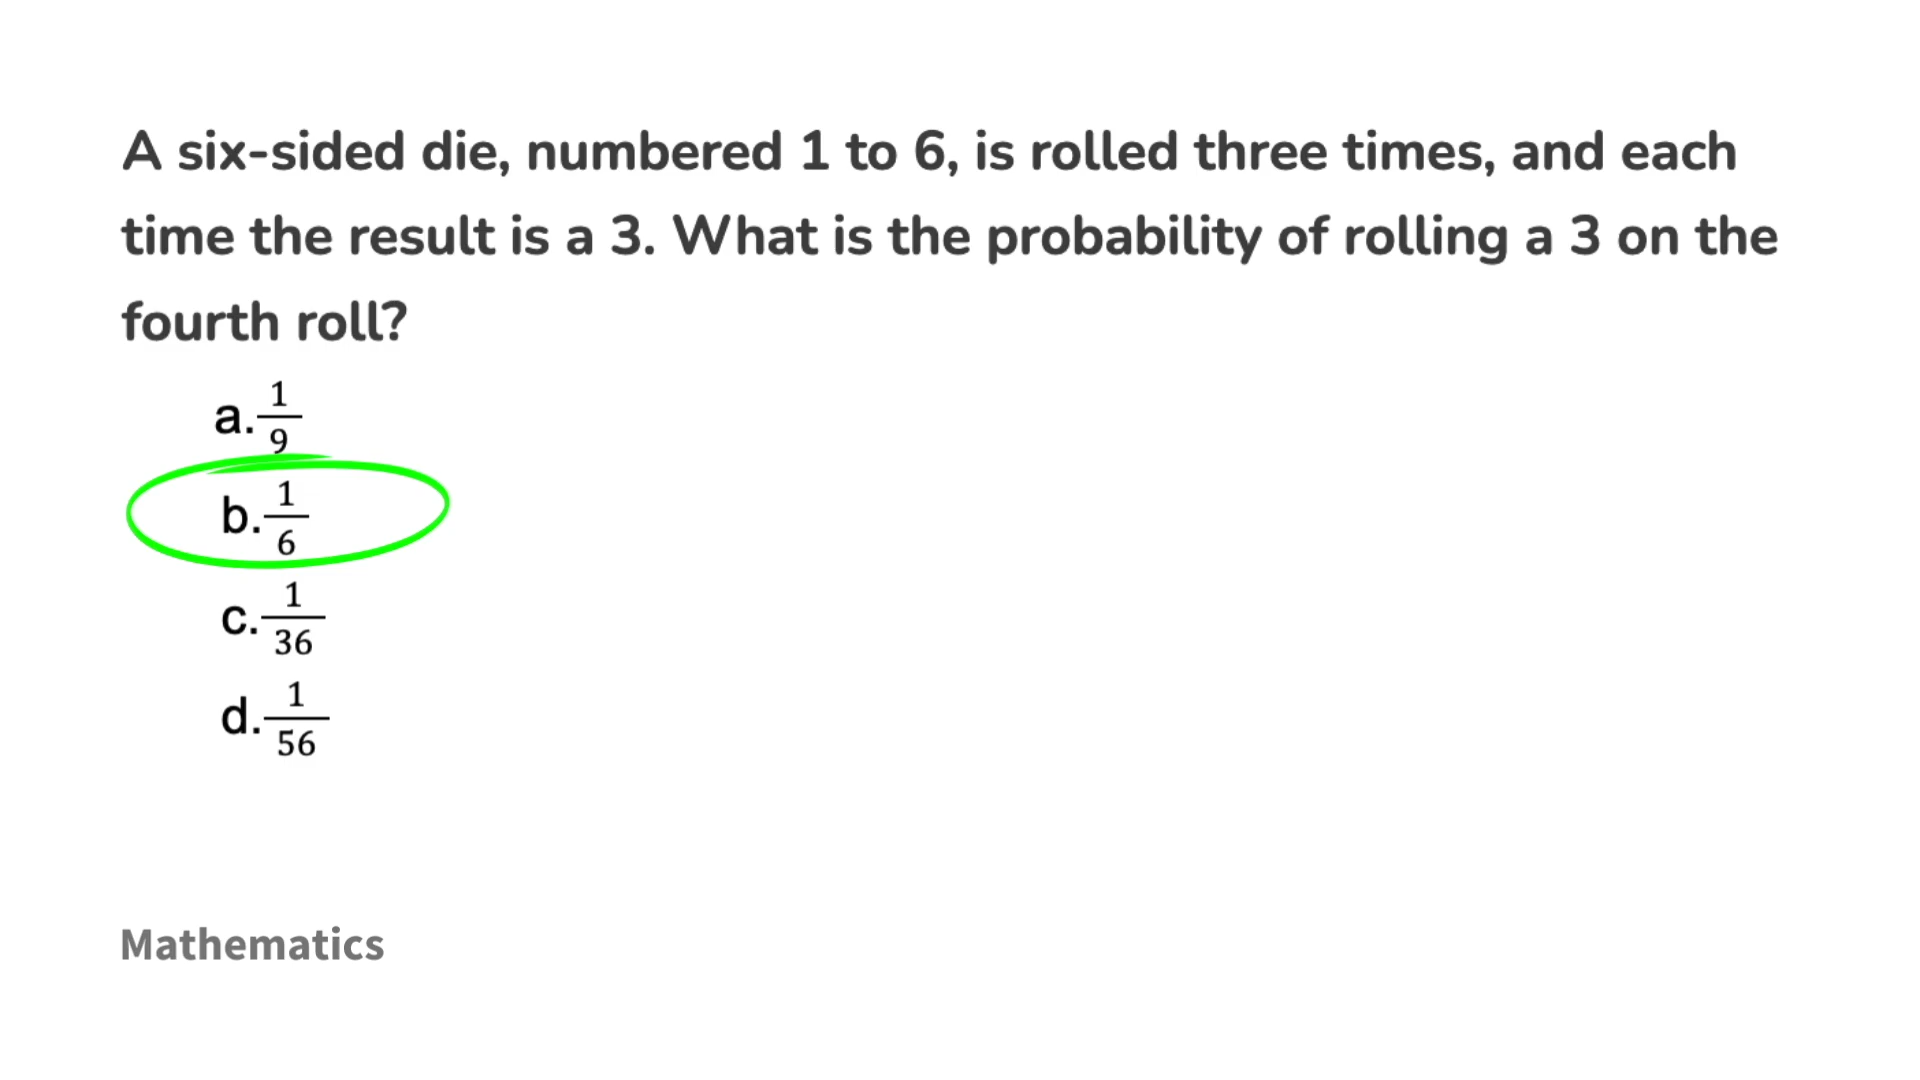 A six-sided die, numbered 1 to 6, is rolled three times, and each
time the result is a 3. What is the probability of rolling a 3 on the
fourth roll?
a. 1/9
b. 1/6
c. 1/36
d. 1/56
Mathematics